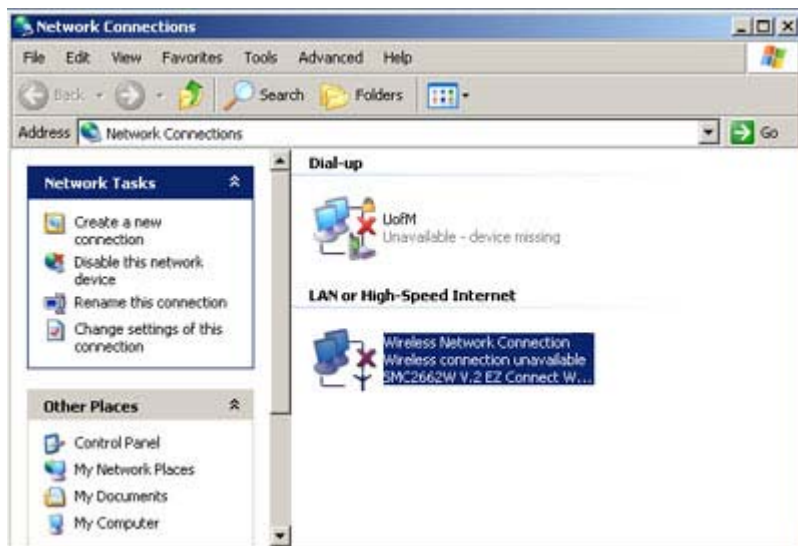 Network Connections
File Edit View Favorites Tools Advanced Help
Back Search Folders
Address Network Connections Go
Network Tasks
Create a new
connection
Disable this network
device
Rename this connection
Change settings of this
connection
Other Places
Control Panel
My Network Places
My Documents
My Computer
Dial-up
UofM
Unavailable - device missing
LAN or High-Speed Internet
Wireless Network Connection
Wireless connection unavailable
SMC2662W V.2 EZ Connect W...